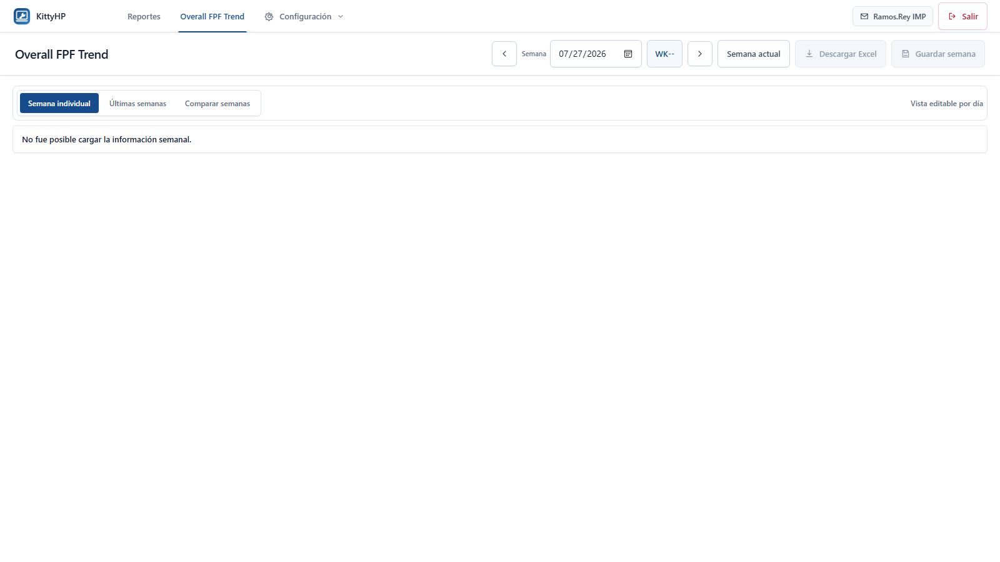 KittyHP
Reportes
Overall FPF Trend
Configuración
Ramos.Rey IMP
Salir
Overall FPF Trend
Semana
07/27/2026
WK--
Semana actual
Descargar Excel
Guardar semana
Semana individual
Últimas semanas
Comparar semanas
Vista editable por día
No fue posible cargar la información semanal.